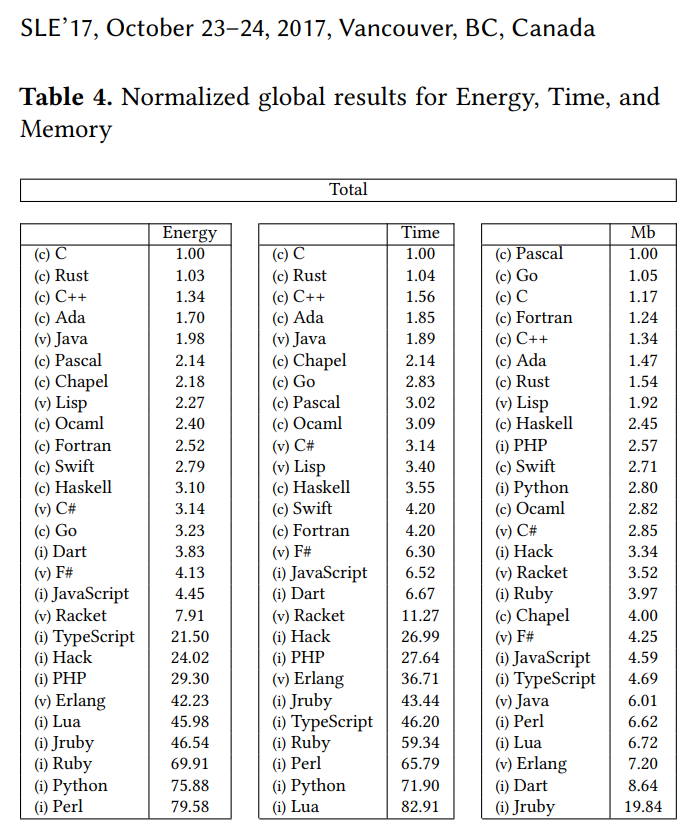 SLE'17, October 23–24, 2017, Vancouver, BC, Canada
Table 4. Normalized global results for Energy, Time, and
Memory
Total
Energy
(c) C 1.00
(c) Rust 1.03
(c) C++ 1.34
(c) Ada 1.70
(v) Java 1.98
(c) Pascal 2.14
(c) Chapel 2.18
(v) Lisp 2.27
(c) Ocaml 2.40
(c) Fortran 2.52
(c) Swift 2.79
(c) Haskell 3.10
(v) C# 3.14
(c) Go 3.23
(i) Dart 3.83
(v) F# 4.13
(i) JavaScript 4.45
(v) Racket 7.91
(i) TypeScript 21.50
(i) Hack 24.02
(i) PHP 29.30
(v) Erlang 42.23
(i) Lua 45.98
(i) Jruby 46.54
(i) Ruby 69.91
(i) Python 75.88
(i) Perl 79.58
Time
(c) C 1.00
(c) Rust 1.04
(c) C++ 1.56
(c) Ada 1.85
(v) Java 1.89
(c) Chapel 2.14
(c) Go 2.83
(c) Pascal 3.02
(c) Ocaml 3.09
(v) C# 3.14
(v) Lisp 3.40
(c) Haskell 3.55
(c) Swift 4.20
(c) Fortran 4.20
(v) F# 6.30
(i) JavaScript 6.52
(i) Dart 6.67
(v) Racket 11.27
(i) Hack 26.99
(i) PHP 27.64
(v) Erlang 36.71
(i) Jruby 43.44
(i) TypeScript 46.20
(i) Ruby 59.34
(i) Perl 65.79
(i) Python 71.90
(i) Lua 82.91
Mb
(c) Pascal 1.00
(c) Go 1.05
(c) C 1.17
(c) Fortran 1.24
(c) C++ 1.34
(c) Ada 1.47
(c) Rust 1.54
(v) Lisp 1.92
(c) Haskell 2.45
(i) PHP 2.57
(c) Swift 2.71
(i) Python 2.80
(c) Ocaml 2.82
(v) C# 2.85
(i) Hack 3.34
(v) Racket 3.52
(i) Ruby 3.97
(c) Chapel 4.00
(v) F# 4.25
(i) JavaScript 4.59
(i) TypeScript 4.69
(v) Java 6.01
(i) Perl 6.62
(i) Lua 6.72
(v) Erlang 7.20
(i) Dart 8.64
(i) Jruby 19.84